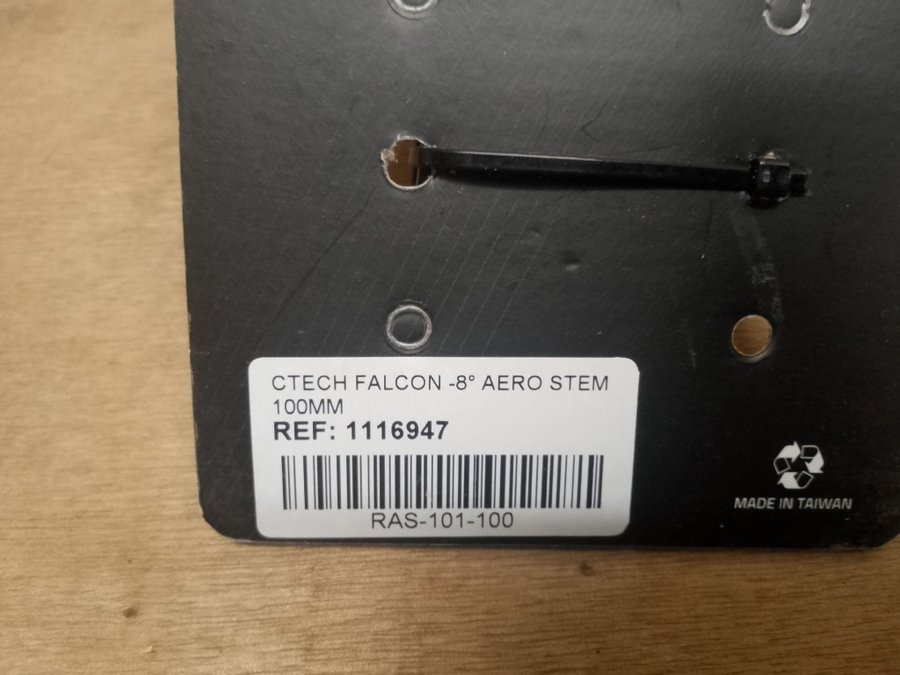 CTECH FALCON -8° AERO STEM
100MM
REF: 1116947
RAS-101-100
MADE IN TAIWAN